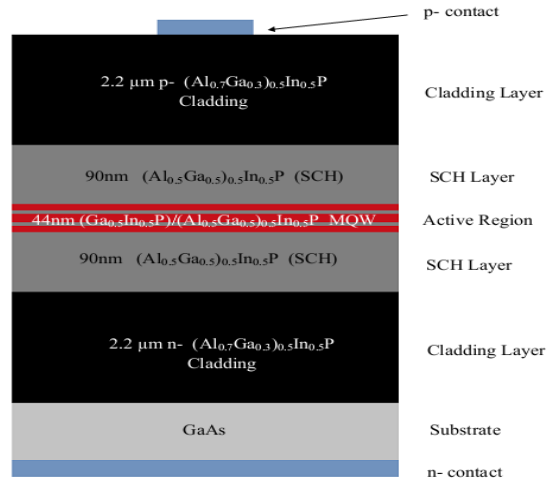 p- contact
2.2 μm p- (Al₀.₇Ga₀.₃)₀.₅In₀.₅P
Cladding
Cladding Layer
90nm (Al₀.₅Ga₀.₅)₀.₅In₀.₅P (SCH)
SCH Layer
44nm (Ga₀.₅In₀.₅P)/(Al₀.₅Ga₀.₅)₀.₅In₀.₅P MQW
Active Region
90nm (Al₀.₅Ga₀.₅)₀.₅In₀.₅P (SCH)
SCH Layer
2.2 μm n- (Al₀.₇Ga₀.₃)₀.₅In₀.₅P
Cladding
Cladding Layer
GaAs
Substrate
n- contact